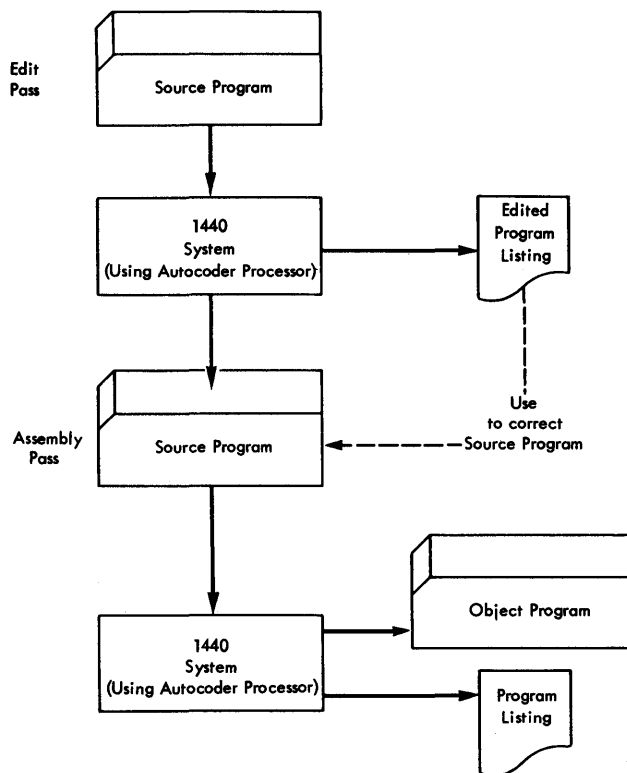 Edit
Pass
Source Program
1440
System
(Using Autocoder Processor)
Edited
Program
Listing
Use
to correct
Source Program
Assembly
Pass
Source Program
1440
System
(Using Autocoder Processor)
Object Program
Program
Listing